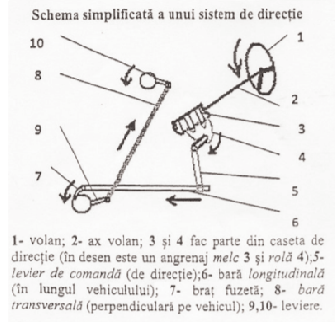 Schema simplificată a unui sistem de direcție
10
8
9
7
1
2
3
4
5
6
1- volan; 2- ax volan; 3 și 4 fac parte din caseta de
direcție (în desen este un angrenaj melc 3 și rolă 4);5-
levier de comandă (de direcție);6- bară longitudinală
(în lungul vehiculului); 7- braț fuzetă; 8- bară
transversală (perpendiculară pe vehicul); 9,10- leviere.